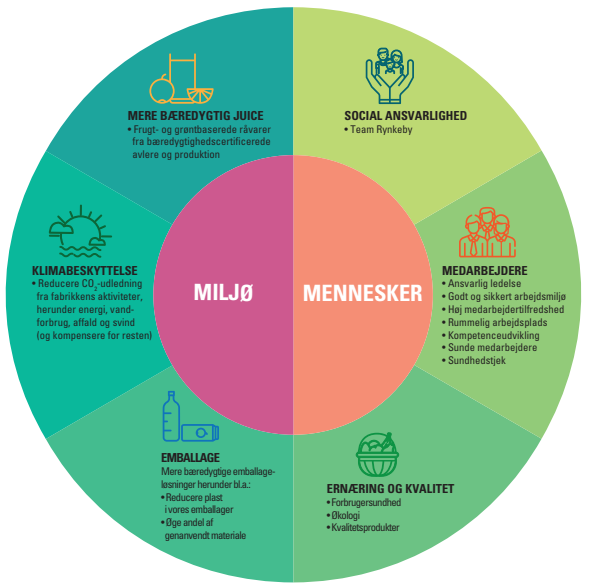 MERE BÆREDYGTIG JUICE
• Frugt- og grøntbaserede råvarer
fra bæredygtighedscertificerede
avlere og produktion
SOCIAL ANSVARLIGHED
• Team Rynkeby
KLIMABESKYTTELSE
• Reducere CO₂-udledning
fra fabrikkens aktiviteter,
herunder energi, vand-
forbrug, affald og svind
(og kompensere for resten)
MILJØ
MENNESKER
MEDARBEJDERE
• Ansvarlig ledelse
• Godt og sikkert arbejdsmiljø
• Høj medarbejdertilfredshed
• Rummelig arbejdsplads
• Kompetenceudvikling
• Sunde medarbejdere
• Sundhedstjek
EMBALLAGE
Mere bæredygtige emballage-
løsninger herunder bl.a.:
• Reducere plast
i vores emballager
• Øge andel af
genanvendt materiale
ERNÆRING OG KVALITET
• Forbrugersundhed
• Økologi
• Kvalitetsprodukter